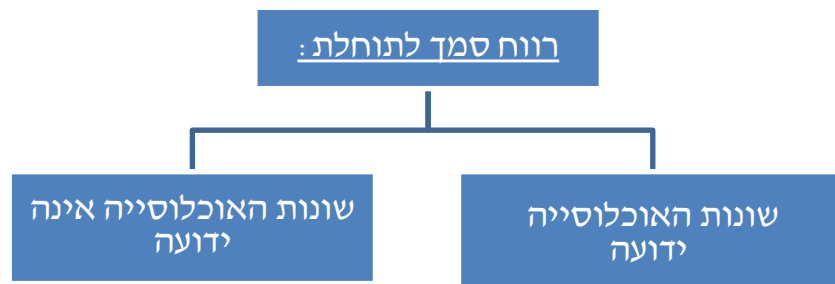 רווח סמך לתוחלת:
שונות האוכלוסייה
ידועה
שונות האוכלוסייה אינה
ידועה